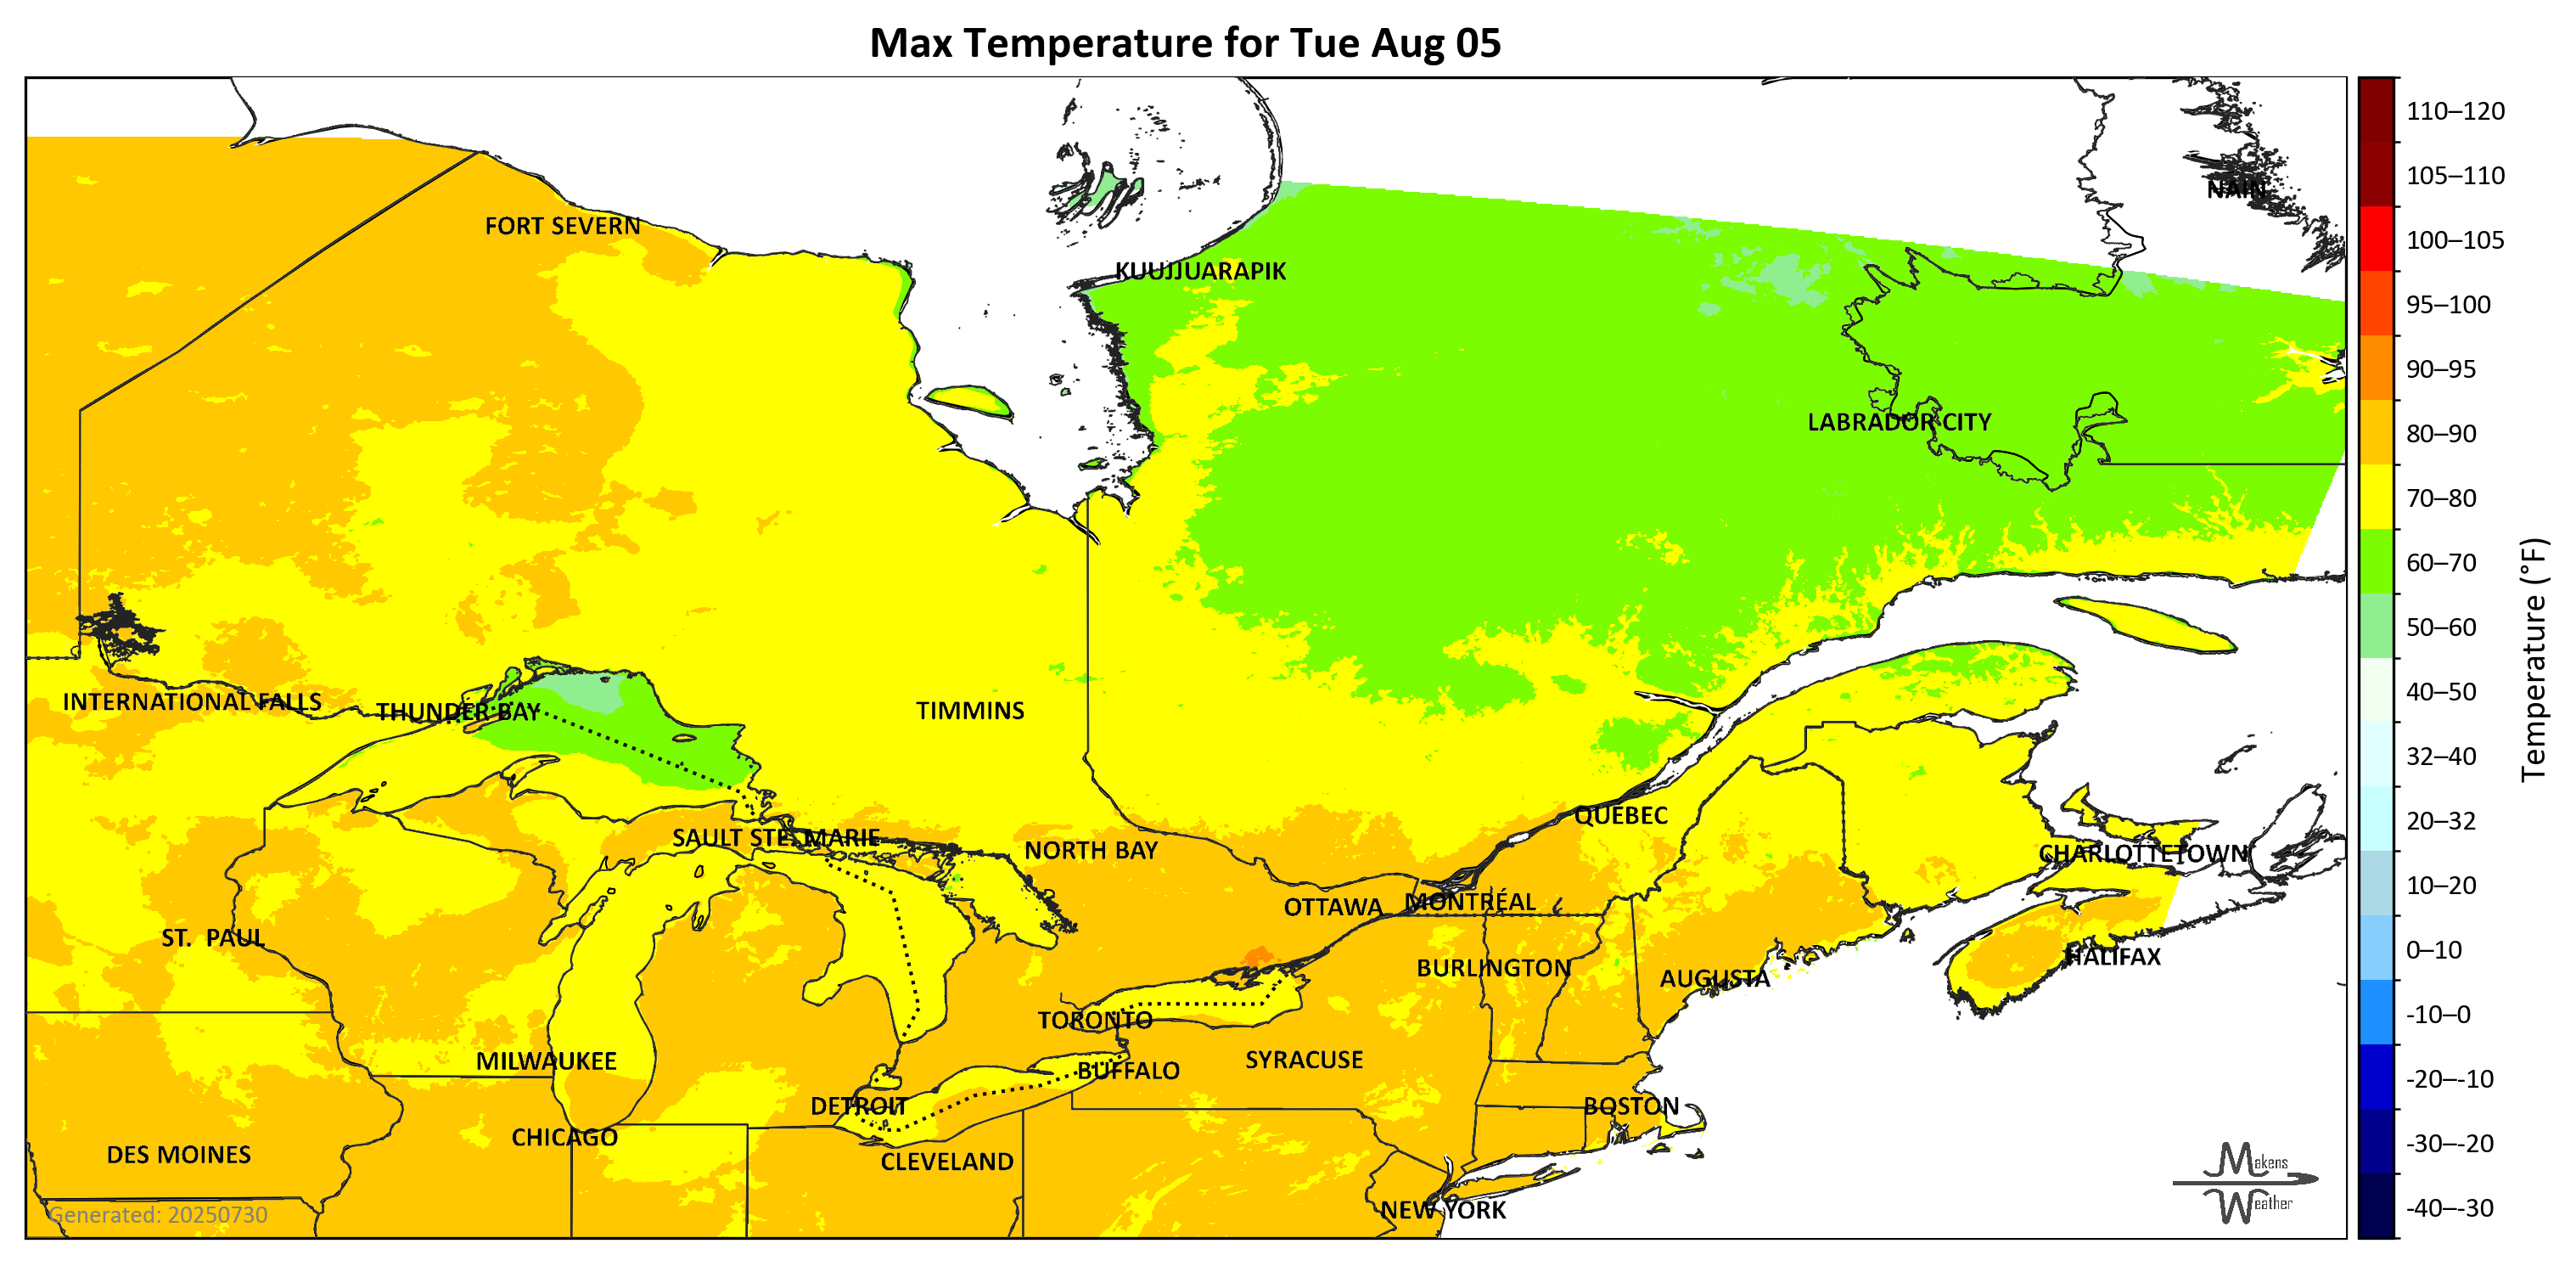 Max Temperature for Tue Aug 05
110–120
105–110
NAIN
FORT SEVERN
100–105
KUUJJUARAPIK
95–100
90–95
LABRADOR CITY
80–90
70–80
60–70
50–60
Temperature (°F)
40–50
INTERNATIONAL FALLS
THUNDER BAY
TIMMINS
32–40
QUEBEC
20–32
SAULT STE. MARIE
NORTH BAY
CHARLOTTETOWN
10–20
OTTAWA
MONTRÉAL
ST. PAUL
0–10
HALIFAX
BURLINGTON
AUGUSTA
-10–0
TORONTO
MILWAUKEE
SYRACUSE
BUFFALO
-20–-10
DETROIT
BOSTON
CHICAGO
-30–-20
DES MOINES
CLEVELAND
Makens
Weather
-40–-30
Generated: 20250730
NEW YORK